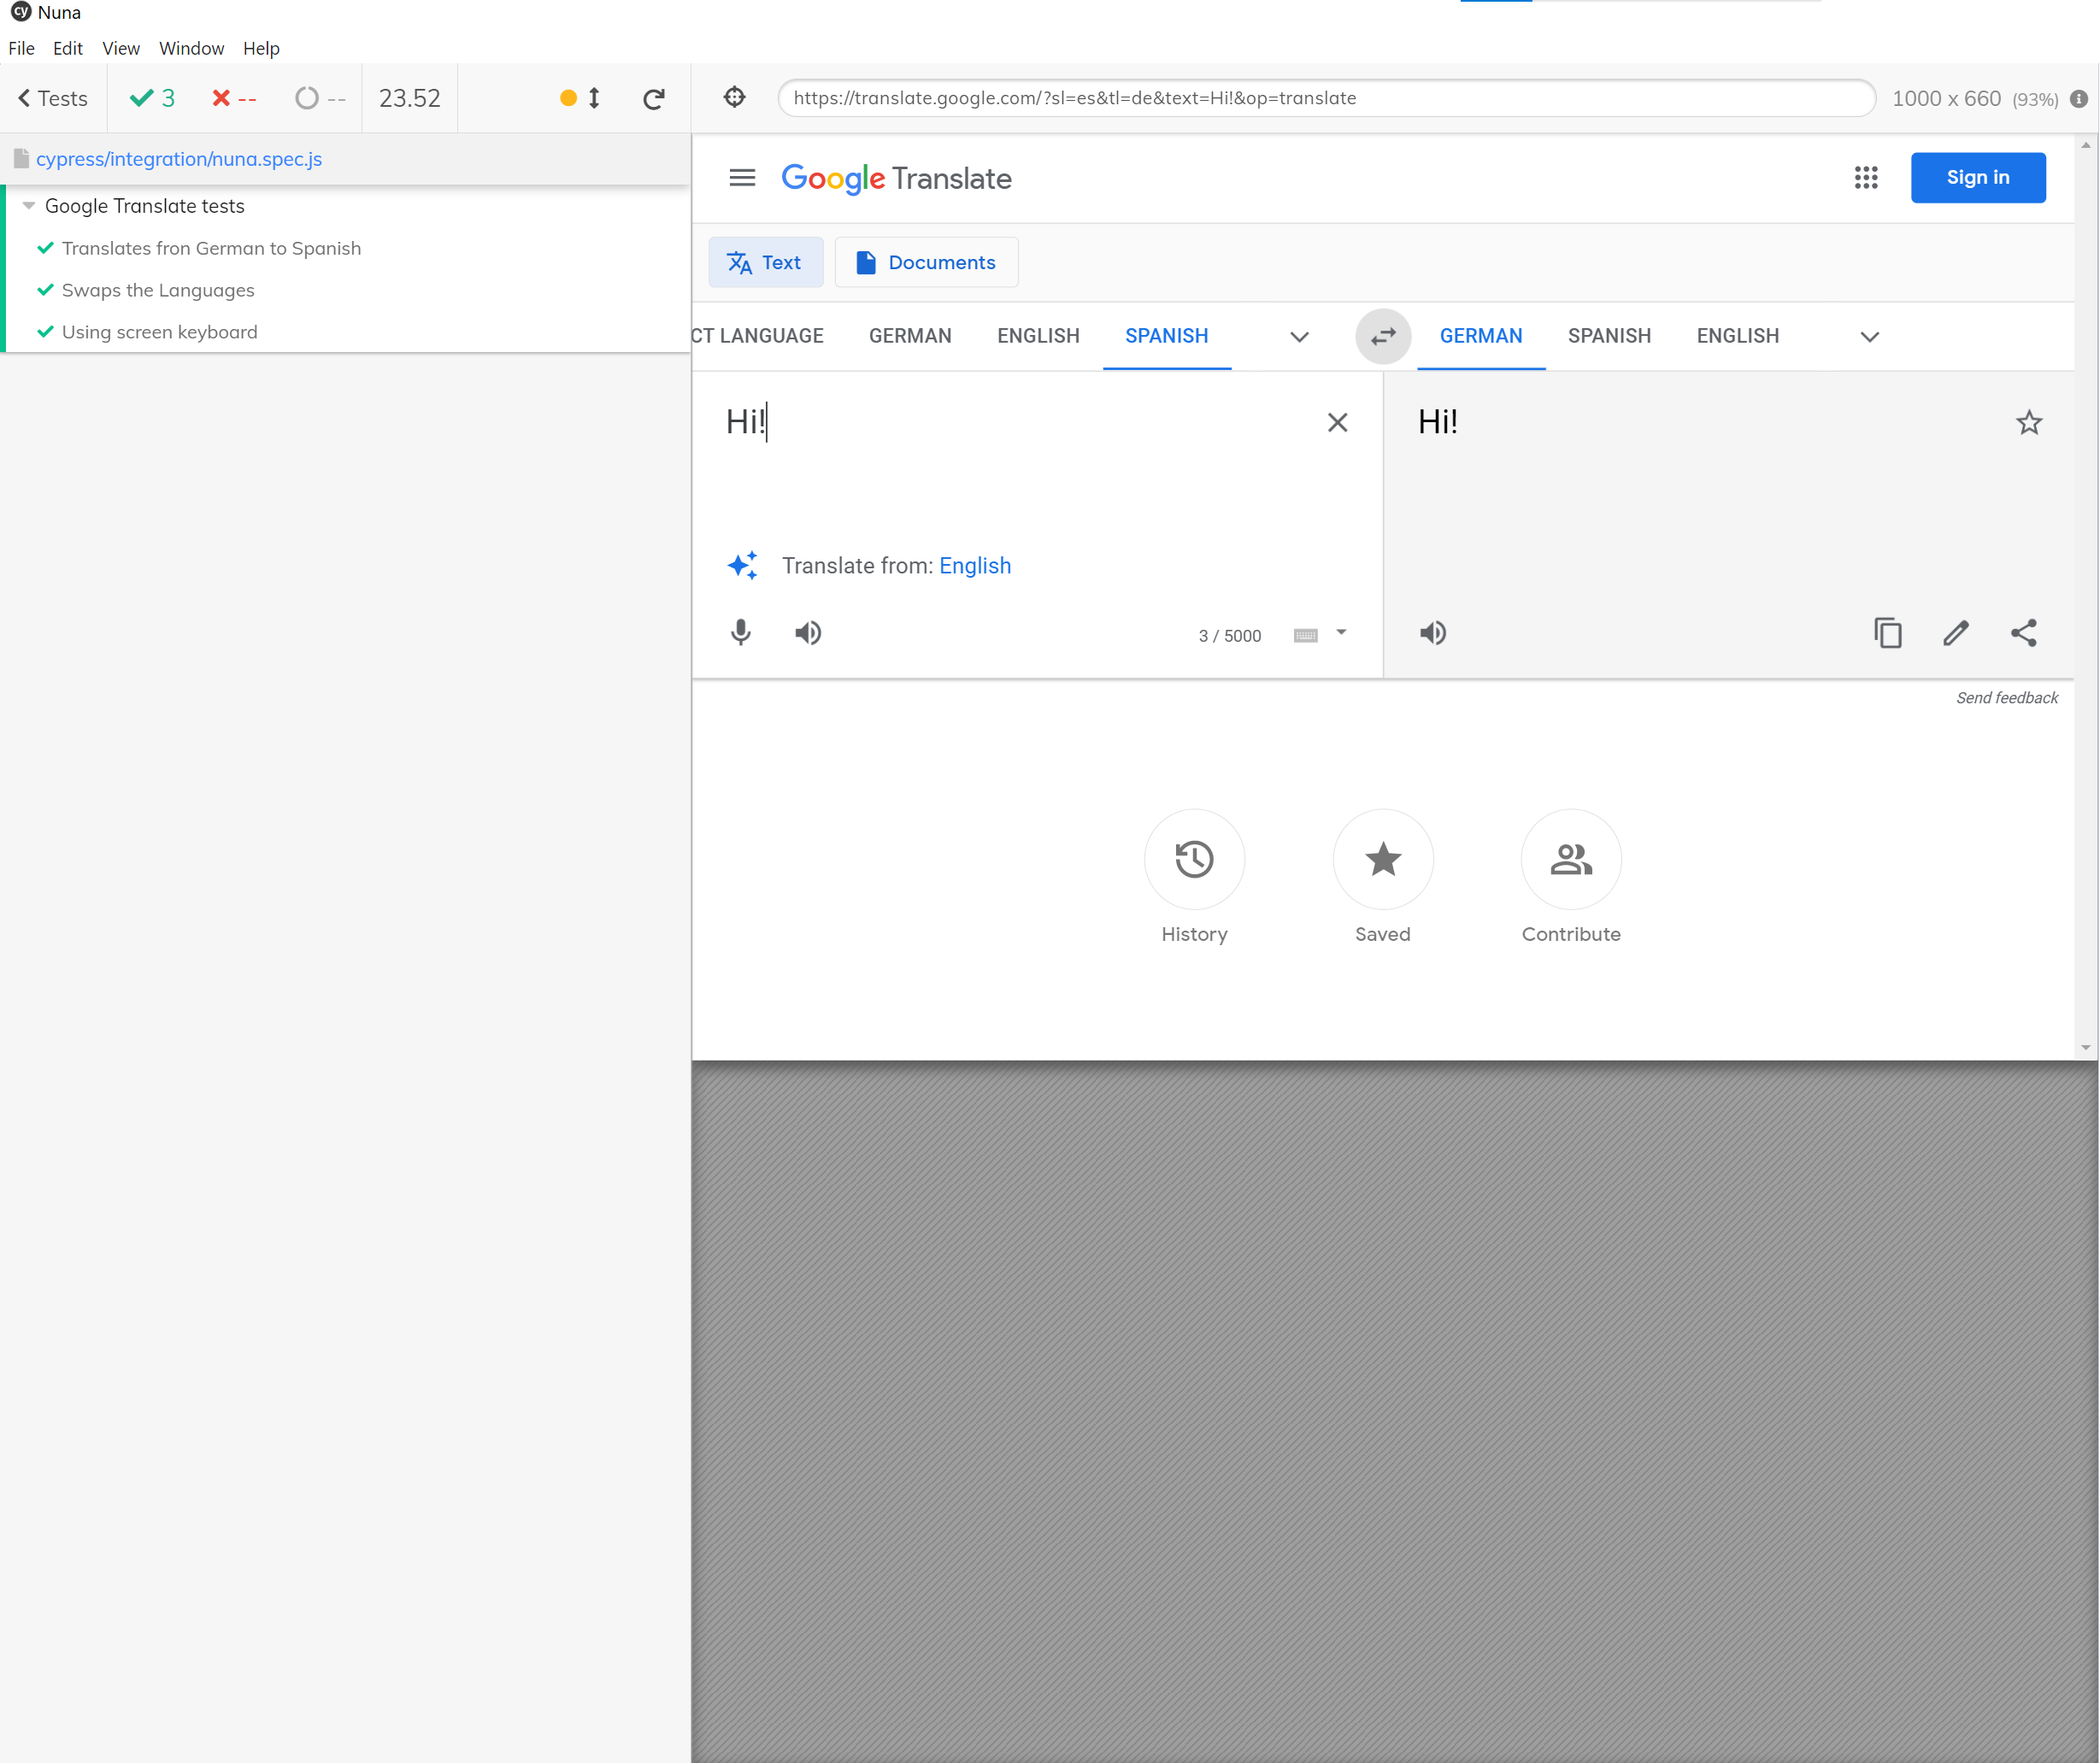 cy Nuna
File Edit View Window Help
Tests 3 -- -- 23.52
https://translate.google.com/?sl=es&tl=de&text=Hi!&op=translate 1000 x 660 (93%)
cypress/integration/nuna.spec.js
Google Translate tests
Translates fron German to Spanish
Swaps the Languages
Using screen keyboard
Google Translate
Sign in
Text Documents
CT LANGUAGE GERMAN ENGLISH SPANISH GERMAN SPANISH ENGLISH
Hi!
Hi!
Translate from: English
3 / 5000
Send feedback
History Saved Contribute